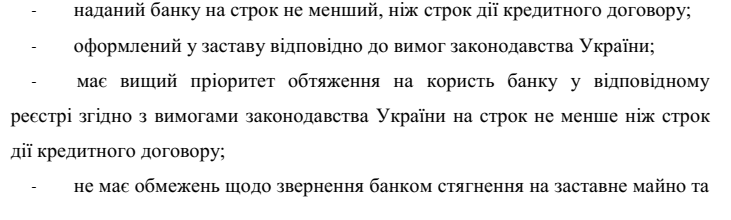 - наданий банку на строк не менший, ніж строк дії кредитного договору;
- оформлений у заставу відповідно до вимог законодавства України;
- має вищий пріоритет обтяження на користь банку у відповідному
реєстрі згідно з вимогами законодавства України на строк не менше ніж строк
дії кредитного договору;
- не має обмежень щодо звернення банком стягнення на заставне майно та